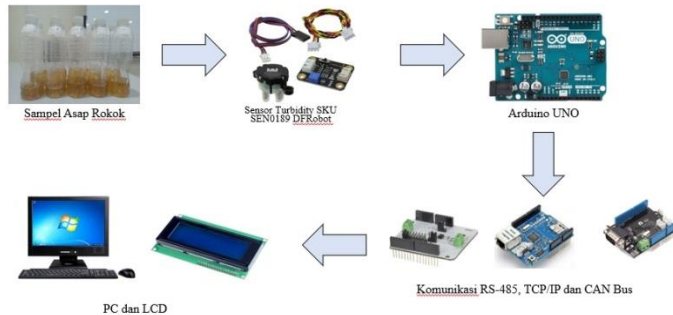 Sampel Asap Rokok
Sensor Turbidity SKU
SEN0189 DFRobot
Arduino UNO
Komunikasi RS-485, TCP/IP dan CAN Bus
PC dan LCD